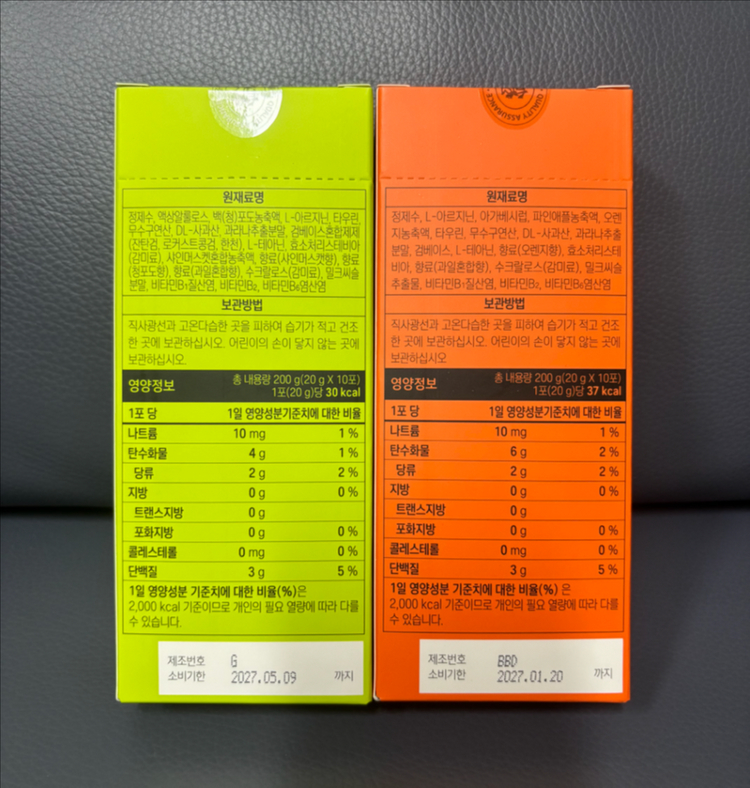 원재료명
정제수, 액상알룰로스, 백(청)포도농축액, L-아르지닌, 타우린,
무수구연산, DL-사과산, 과라나추출분말, 검베이스혼합제제
(잔탄검, 로커스트콩검, 한천), L-테아닌, 효소처리스테비아
(감미료), 샤인머스켓혼합농축액, 향료(샤인머스캣향), 향료
(청포도향), 향료(과일혼합향), 수크랄로스(감미료), 밀크씨슬
분말, 비타민B₁질산염, 비타민B₂, 비타민B₆염산염
보관방법
직사광선과 고온다습한 곳을 피하여 습기가 적고 건조
한 곳에 보관하십시오. 어린이의 손이 닿지 않는 곳에
보관하십시오.
영양정보 총 내용량 200 g(20 g X 10포)
1포(20 g)당 30 kcal
1포 당 1일 영양성분기준치에 대한 비율
나트륨 10 mg 1 %
탄수화물 4 g 1 %
당류 2 g 2 %
지방 0 g 0 %
트랜스지방 0 g
포화지방 0 g 0 %
콜레스테롤 0 mg 0 %
단백질 3 g 5 %
1일 영양성분 기준치에 대한 비율(%)은
2,000 kcal 기준이므로 개인의 필요 열량에 따라 다를
수 있습니다.
제조번호 G
소비기한 2027.05.09 까지
QUALITY ASSURANCE
원재료명
정제수, L-아르지닌, 아가베시럽, 파인애플농축액, 오렌
지농축액, 타우린, 무수구연산, DL-사과산, 과라나추출
분말, 검베이스, L-테아닌, 향료(오렌지향), 효소처리스테
비아, 향료(과일혼합향), 수크랄로스(감미료), 밀크씨슬
추출물, 비타민B₁질산염, 비타민B₂, 비타민B₆염산염
보관방법
직사광선과 고온다습한 곳을 피하여 습기가 적고 건조
한 곳에 보관하십시오. 어린이의 손이 닿지 않는 곳에
보관하십시오
영양정보 총 내용량 200 g(20 g X 10포)
1포(20 g)당 37 kcal
1포 당 1일 영양성분기준치에 대한 비율
나트륨 10 mg 1 %
탄수화물 6 g 2 %
당류 2 g 2 %
지방 0 g 0 %
트랜스지방 0 g
포화지방 0 g 0 %
콜레스테롤 0 mg 0 %
단백질 3 g 5 %
1일 영양성분 기준치에 대한 비율(%) 은
2,000 kcal 기준이므로 개인의 필요 열량에 따라 다를
수 있습니다.
제조번호 BBD
소비기한 2027.01.20 까지